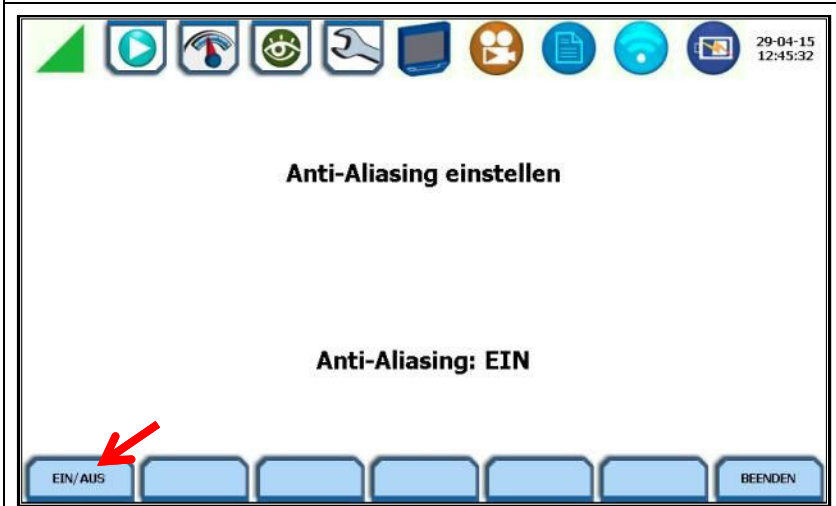 29-04-15
12:45:32
Anti-Aliasing einstellen
Anti-Aliasing: EIN
EIN/AUS
BEENDEN